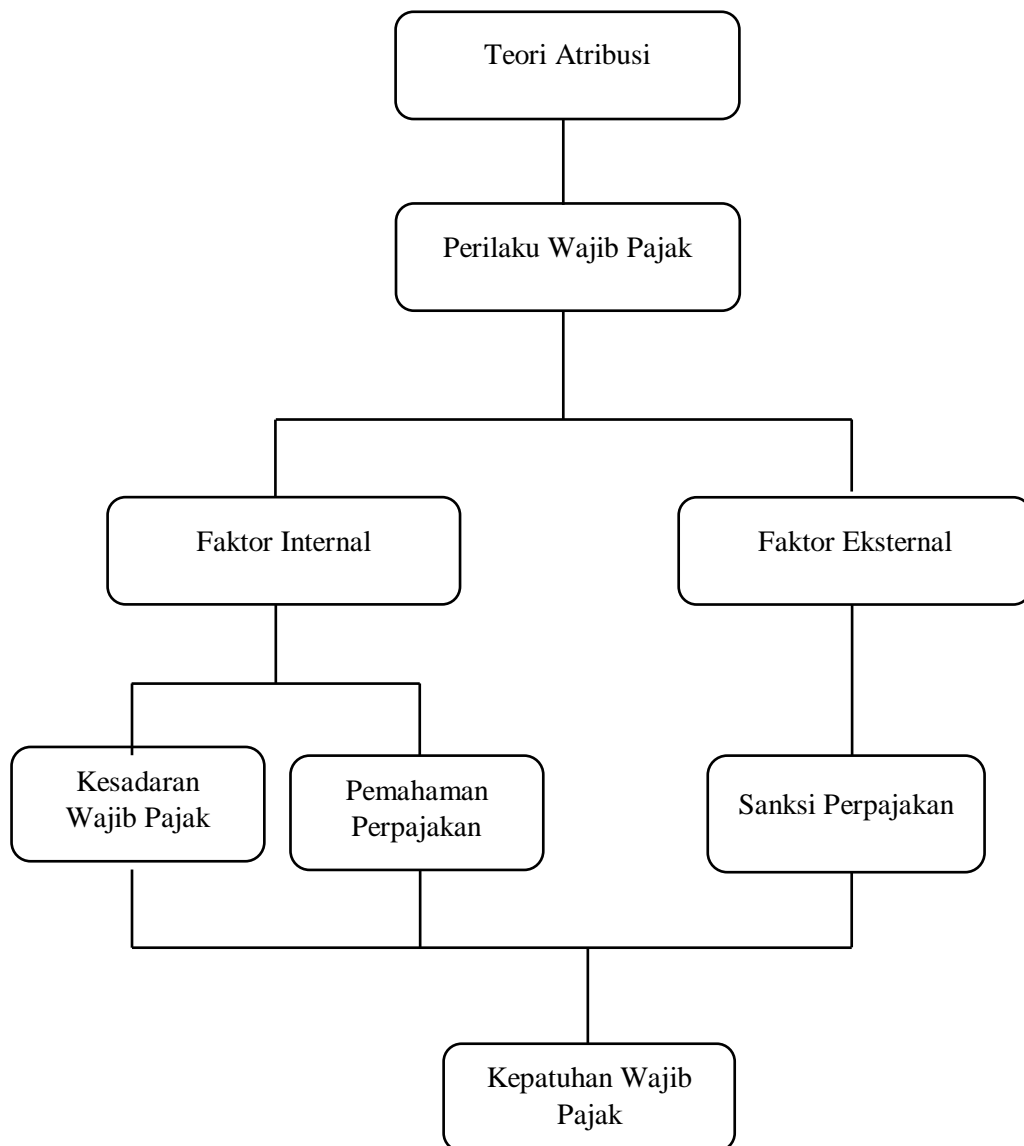 Teori Atribusi
Perilaku Wajib Pajak
Faktor Internal
Faktor Eksternal
Kesadaran
Wajib Pajak
Pemahaman
Perpajakan
Sanksi Perpajakan
Kepatuhan Wajib
Pajak